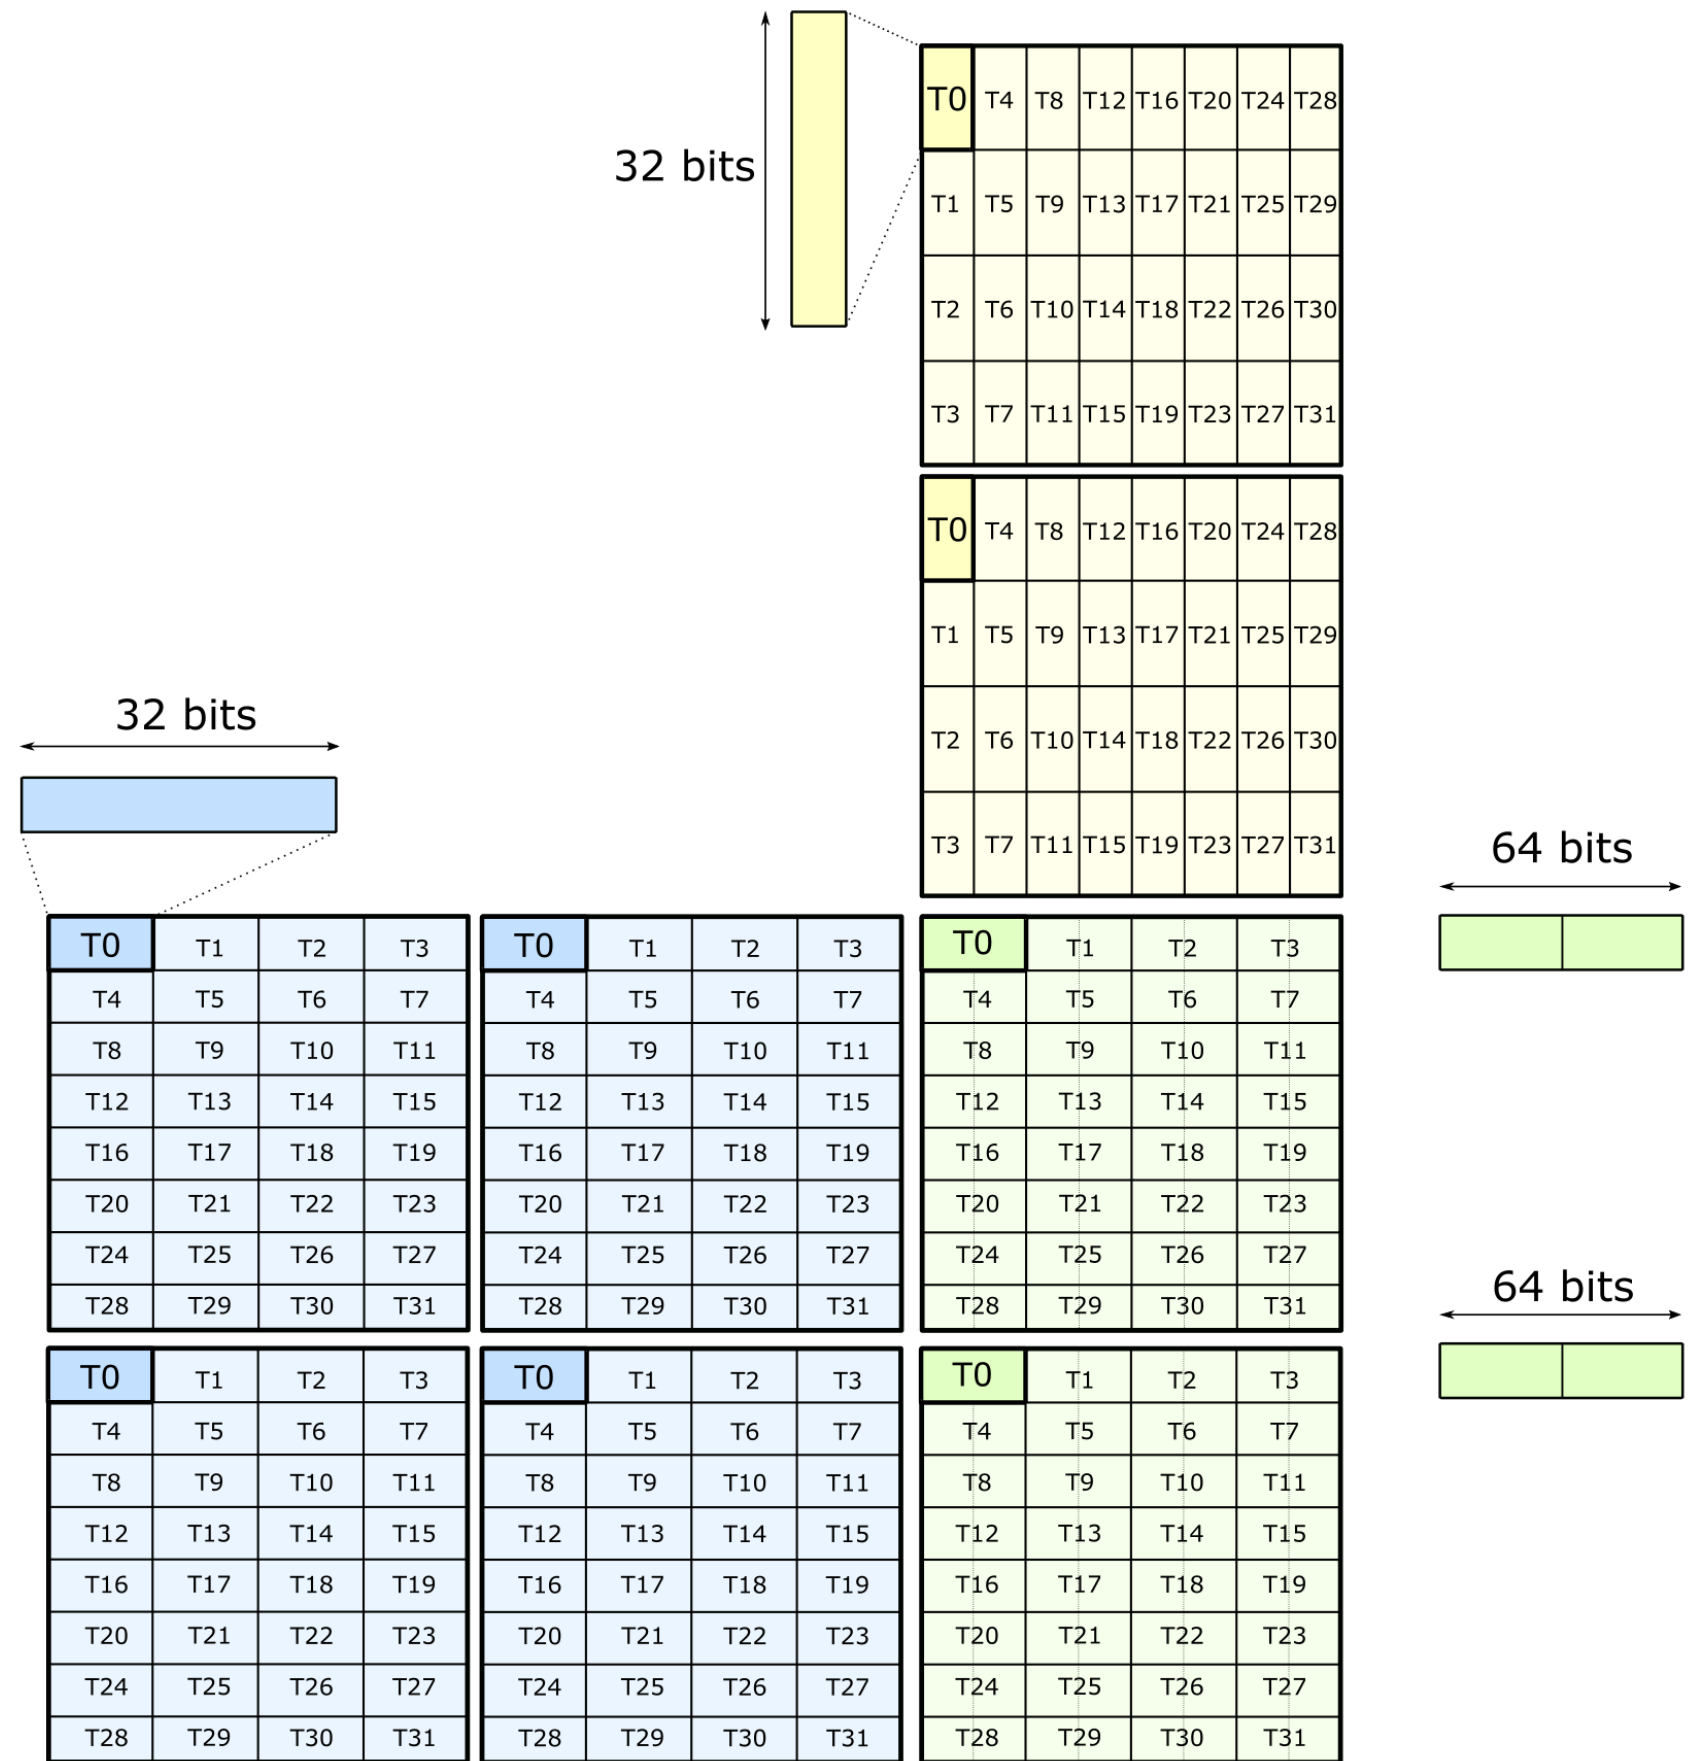 T0 T4 T8 T12 T16 T20 T24 T28
32 bits
T1 T5 T9 T13 T17 T21 T25 T29
T2 T6 T10 T14 T18 T22 T26 T30
T3 T7 T11 T15 T19 T23 T27 T31
T0 T4 T8 T12 T16 T20 T24 T28
T1 T5 T9 T13 T17 T21 T25 T29
T2 T6 T10 T14 T18 T22 T26 T30
T3 T7 T11 T15 T19 T23 T27 T31
32 bits
64 bits
T0 T1 T2 T3 T0 T1 T2 T3 T0 T1 T2 T3
T4 T5 T6 T7 T4 T5 T6 T7 T4 T5 T6 T7
T8 T9 T10 T11 T8 T9 T10 T11 T8 T9 T10 T11
T12 T13 T14 T15 T12 T13 T14 T15 T12 T13 T14 T15
T16 T17 T18 T19 T16 T17 T18 T19 T16 T17 T18 T19
T20 T21 T22 T23 T20 T21 T22 T23 T20 T21 T22 T23
T24 T25 T26 T27 T24 T25 T26 T27 T24 T25 T26 T27
64 bits
T28 T29 T30 T31 T28 T29 T30 T31 T28 T29 T30 T31
T0 T1 T2 T3 T0 T1 T2 T3 T0 T1 T2 T3
T4 T5 T6 T7 T4 T5 T6 T7 T4 T5 T6 T7
T8 T9 T10 T11 T8 T9 T10 T11 T8 T9 T10 T11
T12 T13 T14 T15 T12 T13 T14 T15 T12 T13 T14 T15
T16 T17 T18 T19 T16 T17 T18 T19 T16 T17 T18 T19
T20 T21 T22 T23 T20 T21 T22 T23 T20 T21 T22 T23
T24 T25 T26 T27 T24 T25 T26 T27 T24 T25 T26 T27
T28 T29 T30 T31 T28 T29 T30 T31 T28 T29 T30 T31